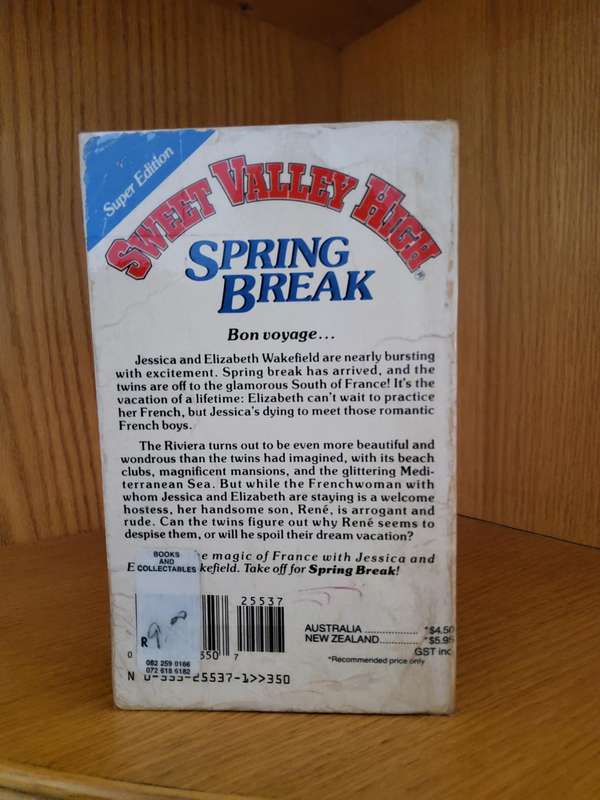 Super Edition
SWEET VALLEY HIGH®
SPRING
BREAK
Bon voyage...
Jessica and Elizabeth Wakefield are nearly bursting
with excitement. Spring break has arrived, and the
twins are off to the glamorous South of France! It's the
vacation of a lifetime: Elizabeth can't wait to practice
her French, but Jessica's dying to meet those romantic
French boys.
The Riviera turns out to be even more beautiful and
wondrous than the twins had imagined, with its beach
clubs, magnificent mansions, and the glittering Medi-
terranean Sea. But while the Frenchwoman with
whom Jessica and Elizabeth are staying is a welcome
hostess, her handsome son, René, is arrogant and
rude. Can the twins figure out why René seems to
despise them, or will he spoil their dream vacation?
e magic of France with Jessica and
E kefield. Take off for Spring Break!
BOOKS
AND
COLLECTABLES
R9.00
082 259 0166
072 618 6182
25537
0 350 7
AUSTRALIA *$4.50
NEW ZEALAND *$5.95
GST inc
*Recommended price only
N 25537-1>>350